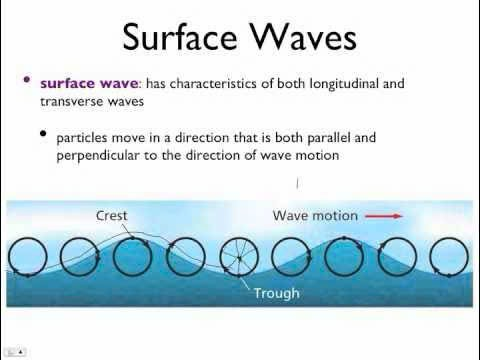 Surface Waves
surface wave: has characteristics of both longitudinal and
transverse waves
particles move in a direction that is both parallel and
perpendicular to the direction of wave motion
Crest
Wave motion
Trough